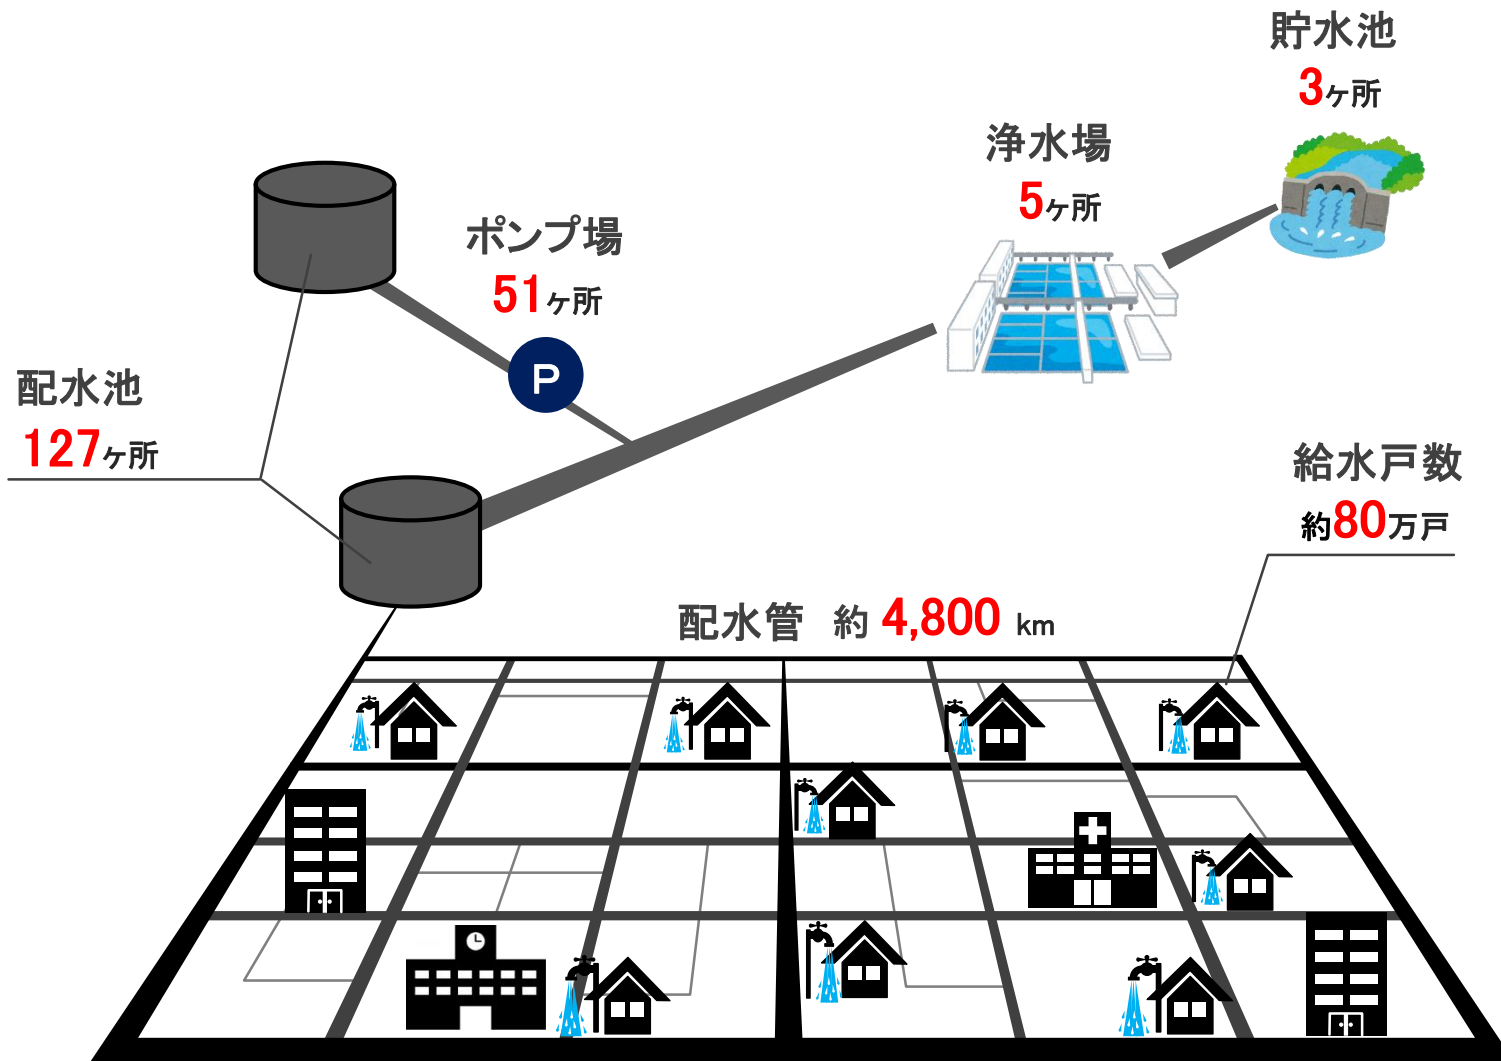 貯水池
3ヶ所
浄水場
5ヶ所
ポンプ場
51ヶ所
P
配水池
127ヶ所
給水戸数
約80万戸
配水管 約 4,800 km